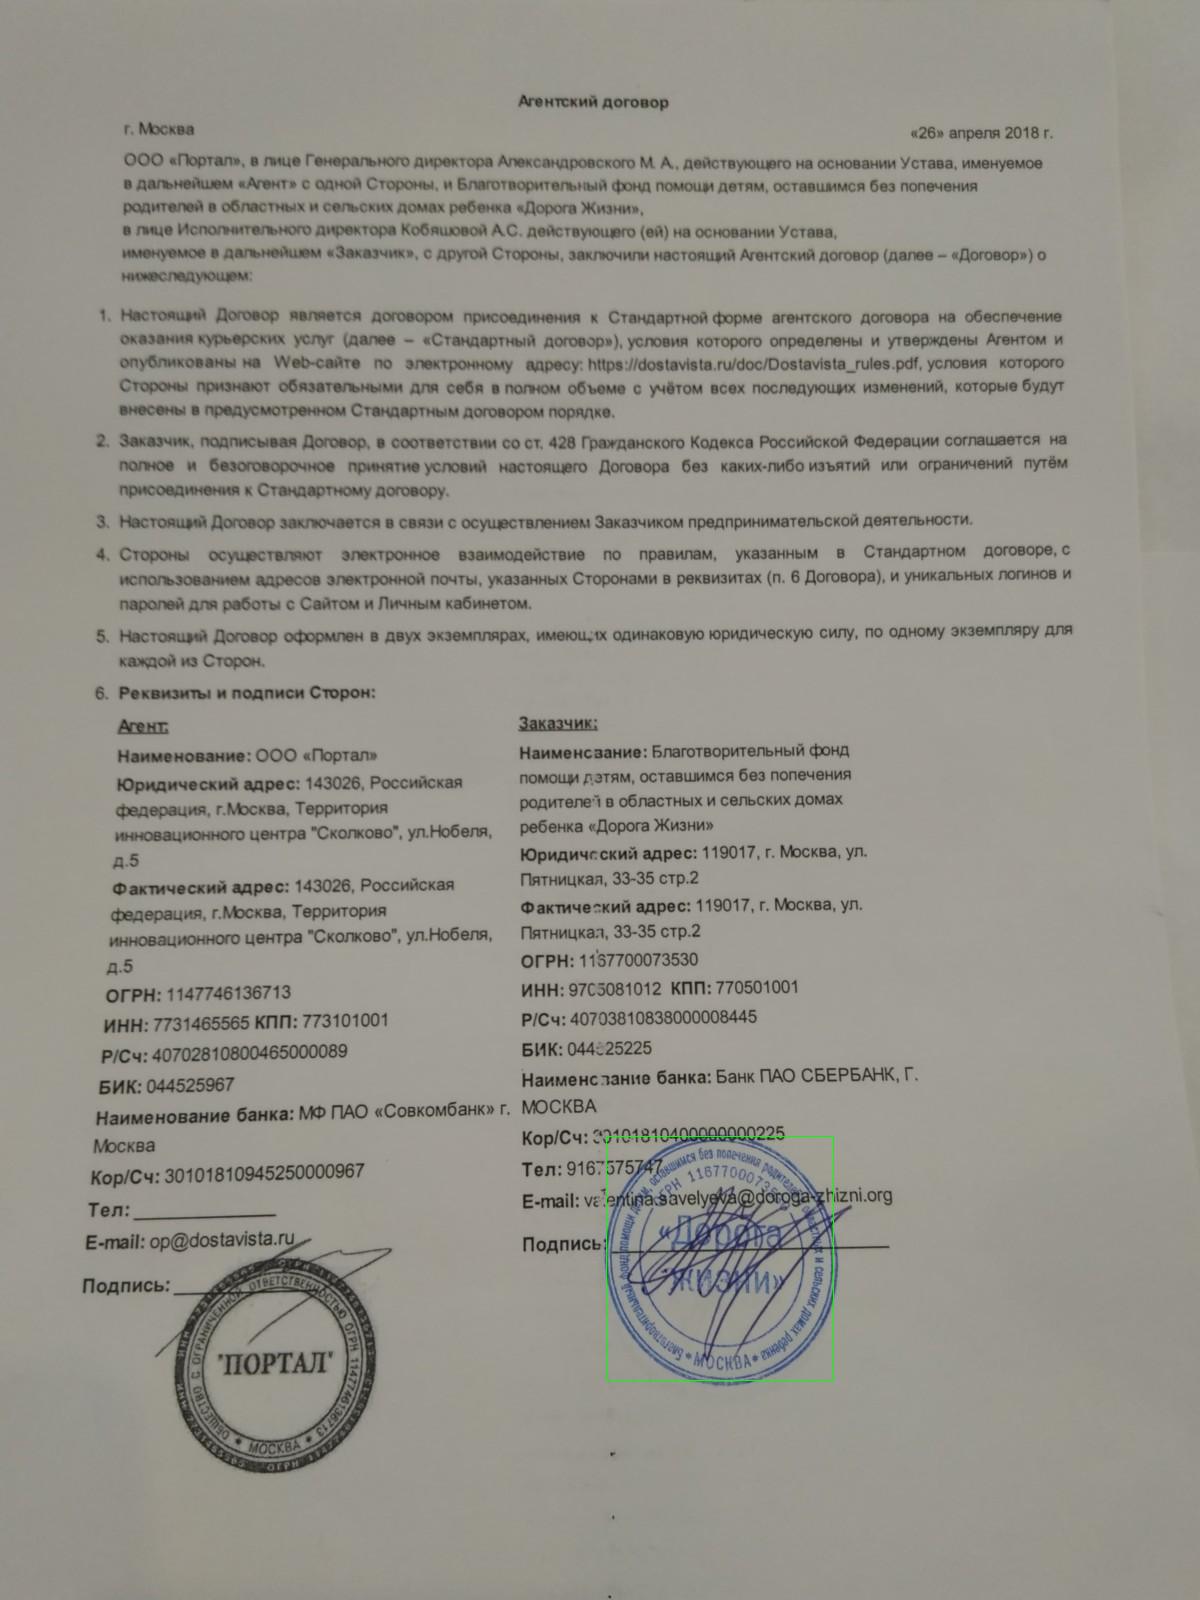 Агентский договор
г. Москва
«26» апреля 2018 г.
ООО «Портал», в лице Генерального директора Александровского М. А., действующего на основании Устава, именуемое
в дальнейшем «Агент» с одной Стороны, и Благотворительный фонд помощи детям, оставшимся без попечения
родителей в областных и сельских домах ребенка «Дорога Жизни»,
в лице Исполнительного директора Кобяшовой А.С. действующего (ей) на основании Устава,
именуемое в дальнейшем «Заказчик», с другой Стороны, заключили настоящий Агентский договор (далее – «Договор») о
нижеследующем:
1. Настоящий Договор является договором присоединения к Стандартной форме агентского договора на обеспечение
оказания курьерских услуг (далее – «Стандартный договор»), условия которого определены и утверждены Агентом и
опубликованы на Web-сайте по электронному адресу: https://dostavista.ru/doc/Dostavista_rules.pdf, условия которого
Стороны признают обязательными для себя в полном объеме с учётом всех последующих изменений, которые будут
внесены в предусмотренном Стандартным договором порядке.
2. Заказчик, подписывая Договор, в соответствии со ст. 428 Гражданского Кодекса Российской Федерации соглашается на
полное и безоговорочное принятие условий настоящего Договора без каких-либо изъятий или ограничений путём
присоединения к Стандартному договору.
3. Настоящий Договор заключается в связи с осуществлением Заказчиком предпринимательской деятельности.
4. Стороны осуществляют электронное взаимодействие по правилам, указанным в Стандартном договоре, с
использованием адресов электронной почты, указанных Сторонами в реквизитах (п. 6 Договора), и уникальных логинов и
паролей для работы с Сайтом и Личным кабинетом.
5. Настоящий Договор оформлен в двух экземплярах, имеющих одинаковую юридическую силу, по одному экземпляру для
каждой из Сторон.
6. Реквизиты и подписи Сторон:
Агент:
Наименование: ООО «Портал»
Юридический адрес: 143026, Российская
федерация, г.Москва, Территория
инновационного центра "Сколково", ул.Нобеля,
д.5
Фактический адрес: 143026, Российская
федерация, г.Москва, Территория
инновационного центра "Сколково", ул.Нобеля,
д.5
ОГРН: 1147746136713
ИНН: 7731465565 КПП: 773101001
Р/Сч: 40702810800465000089
БИК: 044525967
Наименование банка: МФ ПАО «Совкомбанк» г.
Москва
Кор/Сч: 30101810945250000967
Тел:
E-mail: op@dostavista.ru
Подпись:
ОБЩЕСТВО С ОГРАНИЧЕННОЙ ОТВЕТСТВЕННОСТЬЮ ОГРН 1147746136713
"ПОРТАЛ"
* МОСКВА *
Заказчик:
Наименование: Благотворительный фонд
помощи детям, оставшимся без попечения
родителей в областных и сельских домах
ребенка «Дорога Жизни»
Юридический адрес: 119017, г. Москва, ул.
Пятницкая, 33-35 стр.2
Фактический адрес: 119017, г. Москва, ул.
Пятницкая, 33-35 стр.2
ОГРН: 1167700073530
ИНН: 9705081012 КПП: 770501001
Р/Сч: 40703810838000008445
БИК: 044525225
Наименование банка: Банк ПАО СБЕРБАНК, Г.
МОСКВА
Кор/Сч: 30101810400000000225
Тел: 9167575747
E-mail: valentina.savelyeva@doroga-zhizni.org
Подпись:
Благотворительный фонд помощи детям, оставшимся без попечения родителей в областных и сельских домах ребенка
ОГРН 1167700073530
«Дорога
жизни»
* МОСКВА *